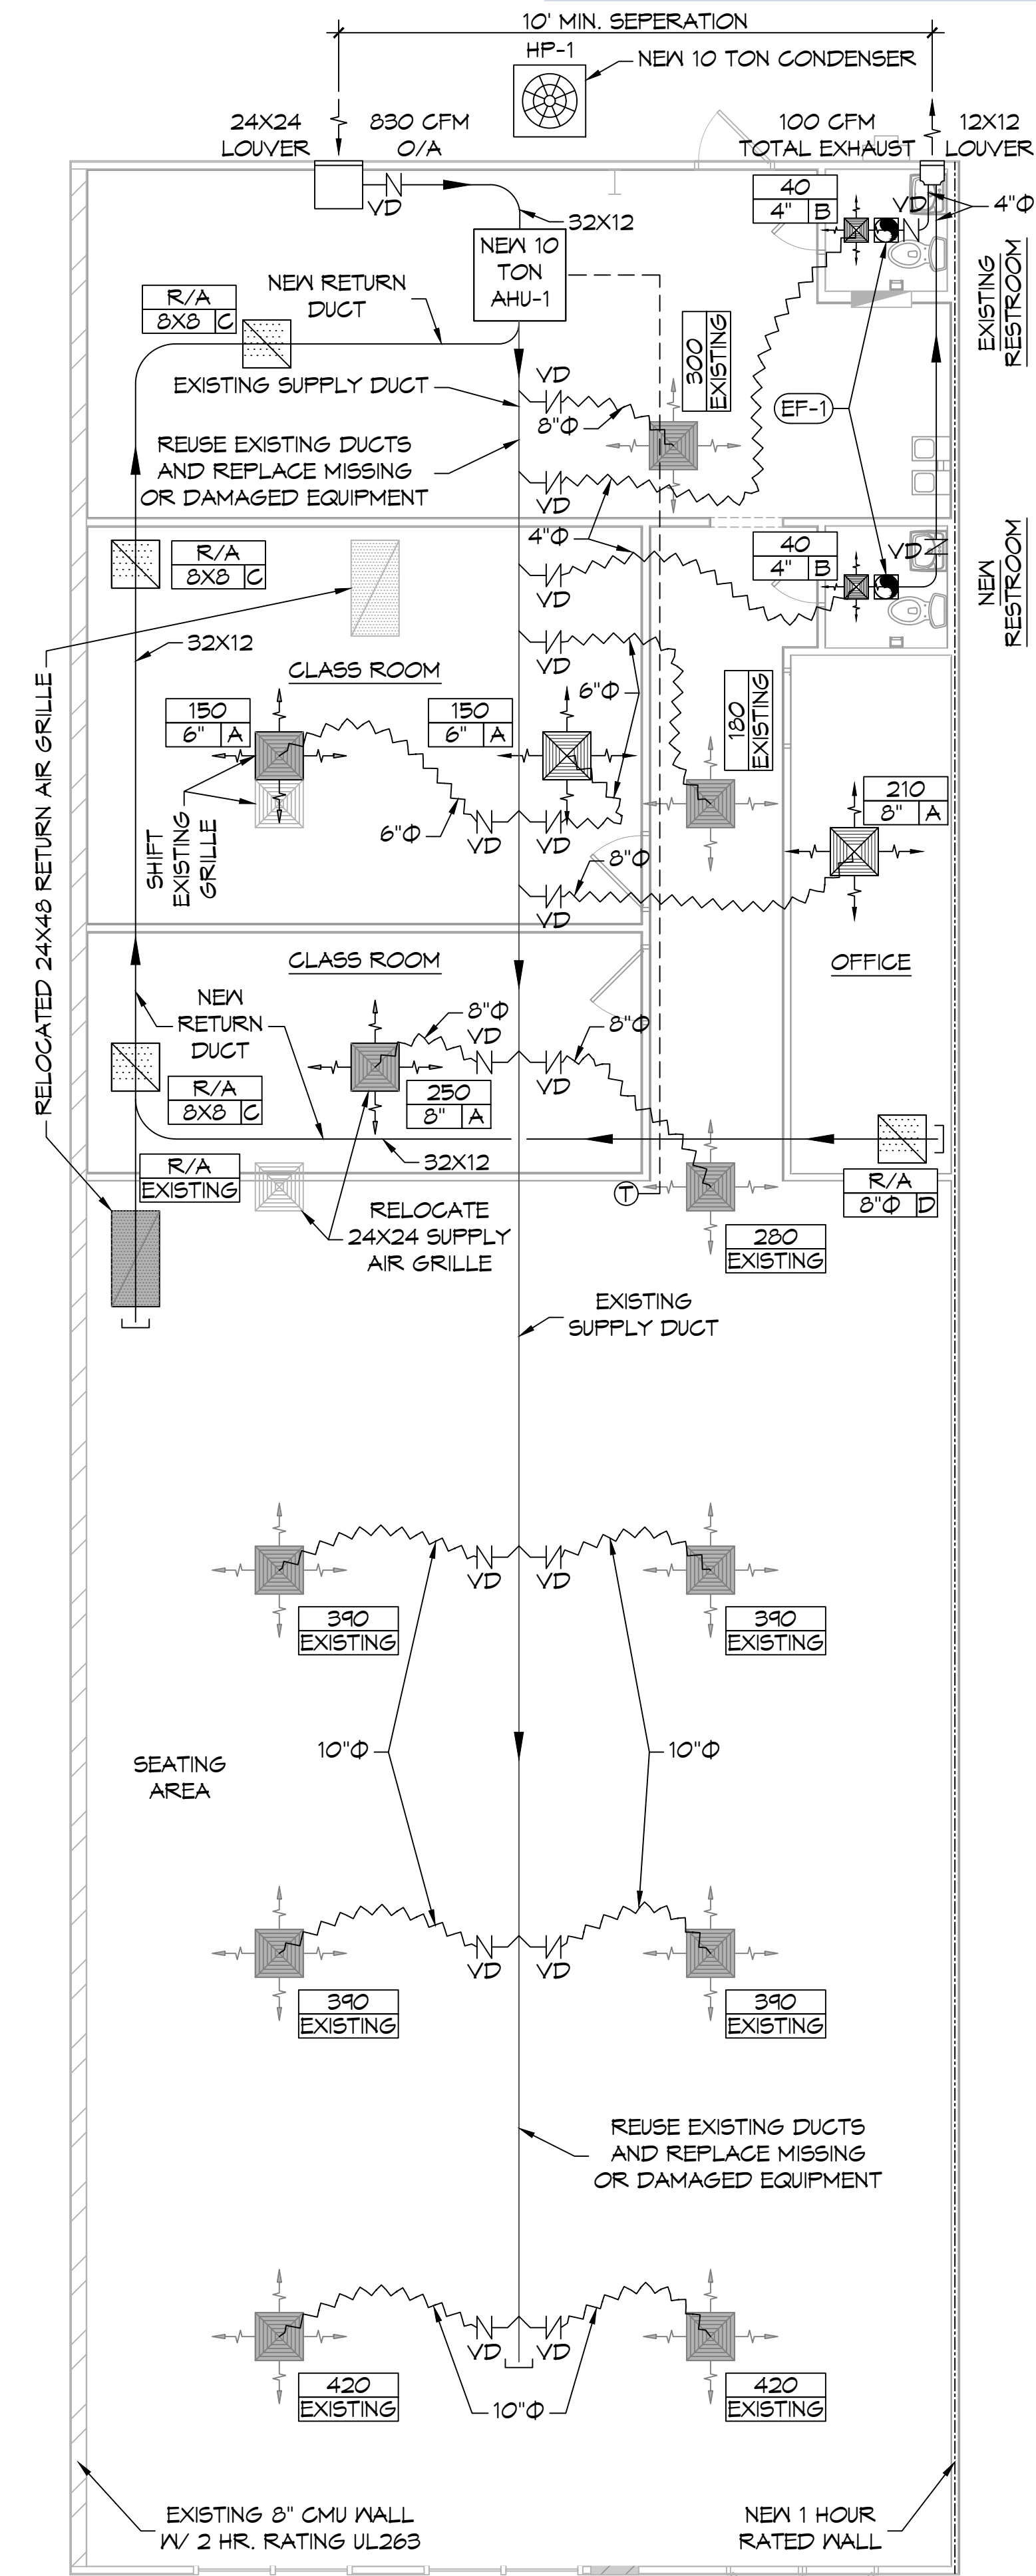 10' MIN. SEPERATION
HP-1
NEW 10 TON CONDENSER
24X24
LOUVER
830 CFM
O/A
100 CFM
TOTAL EXHAUST
12X12
LOUVER
40
4" B
VD
4"Φ
VD
32X12
NEW 10
TON
AHU-1
EXISTING
RESTROOM
NEW RETURN
DUCT
R/A
8X8 C
300
EXISTING
EXISTING SUPPLY DUCT
VD
8"Φ
EF-1
REUSE EXISTING DUCTS
AND REPLACE MISSING
OR DAMAGED EQUIPMENT
VD
4"Φ
R/A
8X8 C
40
4" B
VD
NEW
RESTROOM
VD
32X12
VD
CLASS ROOM
6"Φ
180
EXISTING
150
6" A
150
6" A
RELOCATED 24X48 RETURN AIR GRILLE
210
8" A
6"Φ
VD
VD
SHIFT
EXISTING
GRILLE
8"Φ
VD
CLASS ROOM
OFFICE
NEW
RETURN
DUCT
8"Φ
VD
8"Φ
VD
R/A
8X8 C
250
8" A
32X12
R/A
EXISTING
R/A
8"Φ D
T
RELOCATE
24X24 SUPPLY
AIR GRILLE
280
EXISTING
EXISTING
SUPPLY DUCT
VD
VD
390
EXISTING
390
EXISTING
10"Φ
10"Φ
SEATING
AREA
VD
VD
390
EXISTING
390
EXISTING
REUSE EXISTING DUCTS
AND REPLACE MISSING
OR DAMAGED EQUIPMENT
VD
VD
420
EXISTING
420
EXISTING
10"Φ
EXISTING 8" CMU WALL
W/ 2 HR. RATING UL263
NEW 1 HOUR
RATED WALL